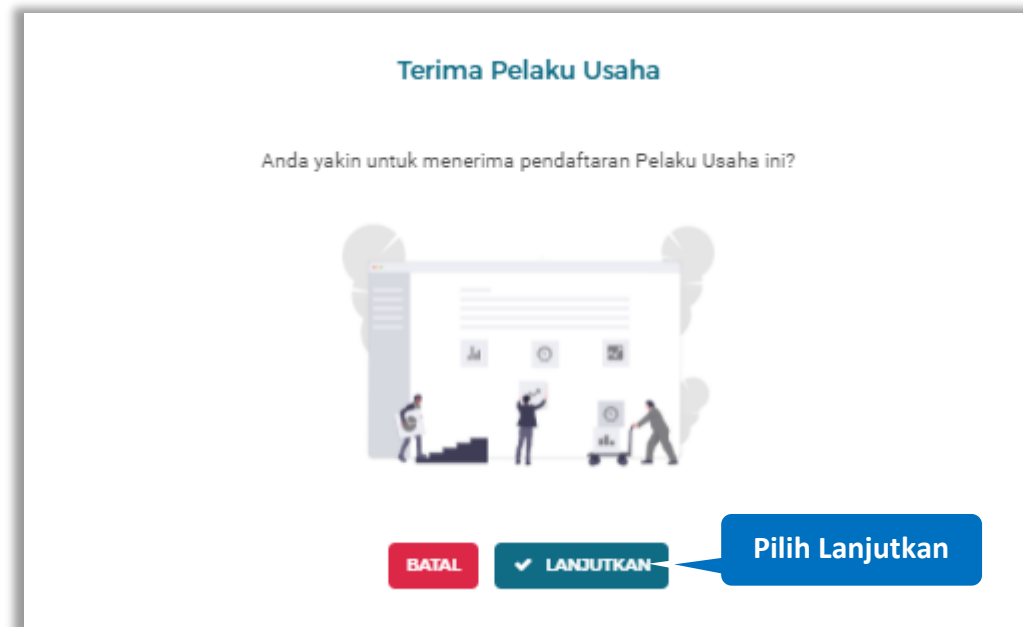 Terima Pelaku Usaha
Anda yakin untuk menerima pendaftaran Pelaku Usaha ini?
BATAL
LANJUTKAN
Pilih Lanjutkan